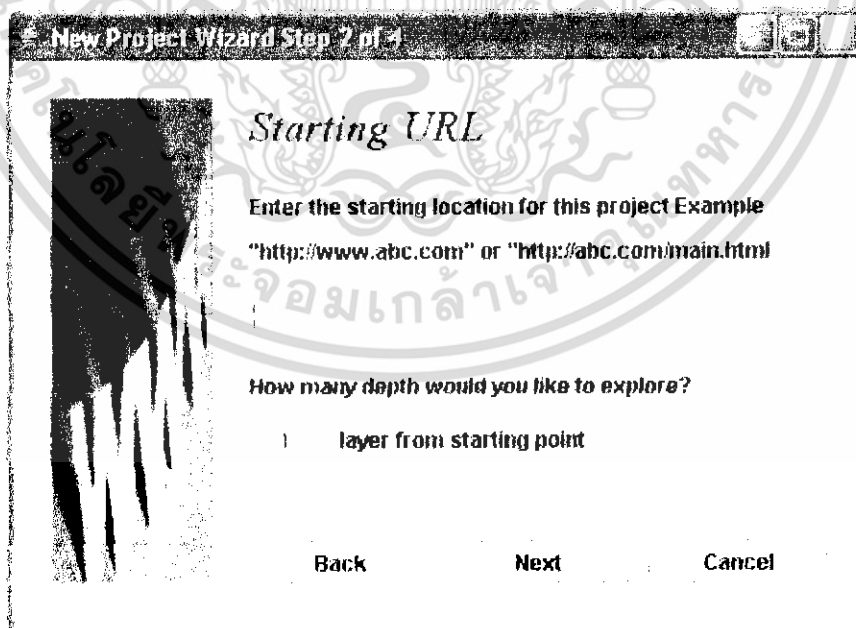 New Project Wizard Step 2 of 4
Starting URL
Enter the starting location for this project Example
"http://www.abc.com" or "http://abc.com/main.html
How many depth would you like to explore?
1 layer from starting point
Back Next Cancel